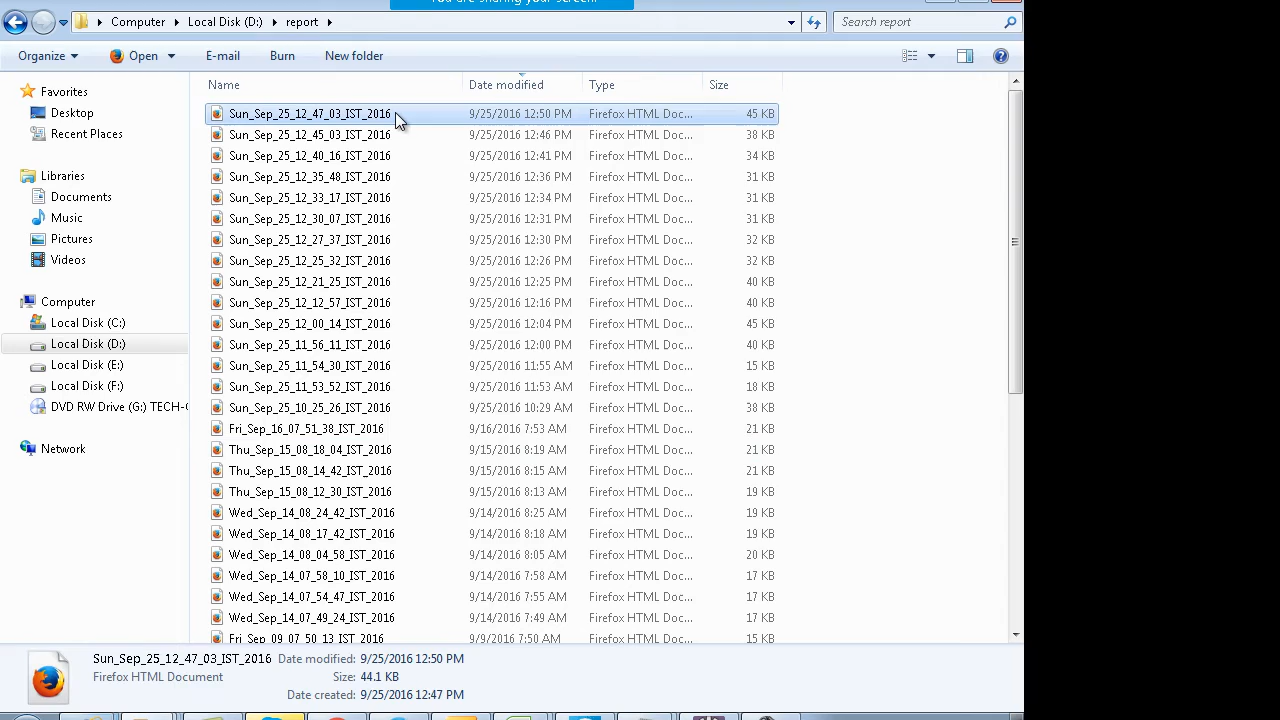 You are sharing your screen.
Computer Local Disk (D:) report Search report
Organize Open E-mail Burn New folder
Name Date modified Type Size
Favorites
Desktop
Recent Places
Libraries
Documents
Music
Pictures
Videos
Computer
Local Disk (C:)
Local Disk (D:)
Local Disk (E:)
Local Disk (F:)
DVD RW Drive (G:) TECH-
Network
Sun_Sep_25_12_47_03_IST_2016 9/25/2016 12:50 PM Firefox HTML Doc... 45 KB
Sun_Sep_25_12_45_03_IST_2016 9/25/2016 12:46 PM Firefox HTML Doc... 38 KB
Sun_Sep_25_12_40_16_IST_2016 9/25/2016 12:41 PM Firefox HTML Doc... 34 KB
Sun_Sep_25_12_35_48_IST_2016 9/25/2016 12:36 PM Firefox HTML Doc... 31 KB
Sun_Sep_25_12_33_17_IST_2016 9/25/2016 12:34 PM Firefox HTML Doc... 31 KB
Sun_Sep_25_12_30_07_IST_2016 9/25/2016 12:31 PM Firefox HTML Doc... 31 KB
Sun_Sep_25_12_27_37_IST_2016 9/25/2016 12:30 PM Firefox HTML Doc... 32 KB
Sun_Sep_25_12_25_32_IST_2016 9/25/2016 12:26 PM Firefox HTML Doc... 32 KB
Sun_Sep_25_12_21_25_IST_2016 9/25/2016 12:25 PM Firefox HTML Doc... 40 KB
Sun_Sep_25_12_12_57_IST_2016 9/25/2016 12:16 PM Firefox HTML Doc... 40 KB
Sun_Sep_25_12_00_14_IST_2016 9/25/2016 12:04 PM Firefox HTML Doc... 45 KB
Sun_Sep_25_11_56_11_IST_2016 9/25/2016 12:00 PM Firefox HTML Doc... 40 KB
Sun_Sep_25_11_54_30_IST_2016 9/25/2016 11:55 AM Firefox HTML Doc... 15 KB
Sun_Sep_25_11_53_52_IST_2016 9/25/2016 11:53 AM Firefox HTML Doc... 18 KB
Sun_Sep_25_10_25_26_IST_2016 9/25/2016 10:29 AM Firefox HTML Doc... 38 KB
Fri_Sep_16_07_51_38_IST_2016 9/16/2016 7:53 AM Firefox HTML Doc... 21 KB
Thu_Sep_15_08_18_04_IST_2016 9/15/2016 8:19 AM Firefox HTML Doc... 21 KB
Thu_Sep_15_08_14_42_IST_2016 9/15/2016 8:15 AM Firefox HTML Doc... 21 KB
Thu_Sep_15_08_12_30_IST_2016 9/15/2016 8:13 AM Firefox HTML Doc... 19 KB
Wed_Sep_14_08_24_42_IST_2016 9/14/2016 8:25 AM Firefox HTML Doc... 19 KB
Wed_Sep_14_08_17_42_IST_2016 9/14/2016 8:18 AM Firefox HTML Doc... 19 KB
Wed_Sep_14_08_04_58_IST_2016 9/14/2016 8:05 AM Firefox HTML Doc... 20 KB
Wed_Sep_14_07_58_10_IST_2016 9/14/2016 7:58 AM Firefox HTML Doc... 17 KB
Wed_Sep_14_07_54_47_IST_2016 9/14/2016 7:55 AM Firefox HTML Doc... 17 KB
Wed_Sep_14_07_49_24_IST_2016 9/14/2016 7:49 AM Firefox HTML Doc... 17 KB
Fri_Sep_09_07_50_13_IST_2016 9/9/2016 7:50 AM Firefox HTML Doc... 15 KB
Sun_Sep_25_12_47_03_IST_2016 Date modified: 9/25/2016 12:50 PM
Firefox HTML Document Size: 44.1 KB
Date created: 9/25/2016 12:47 PM